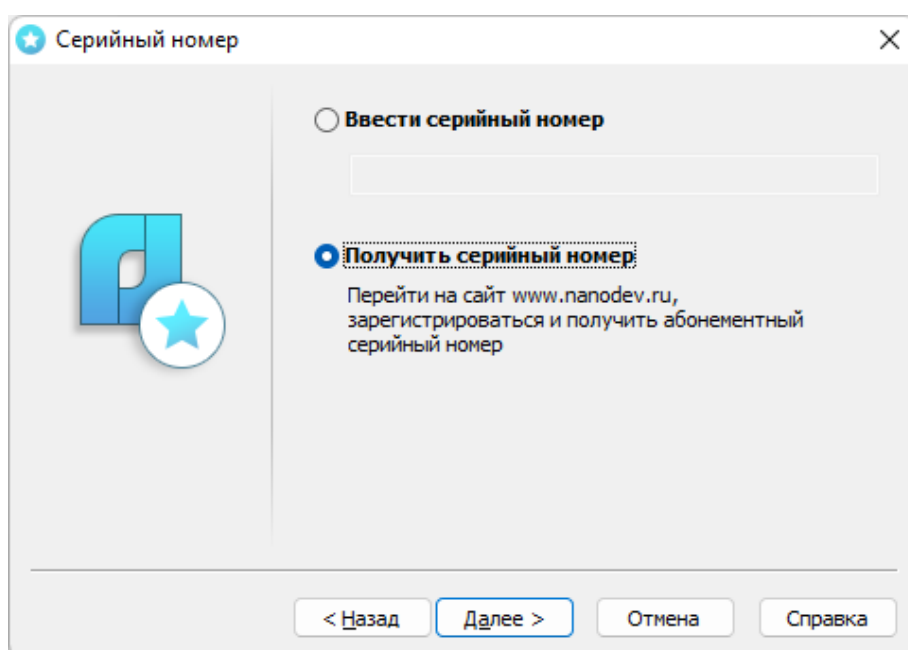 Серийный номер
Ввести серийный номер
Получить серийный номер
Перейти на сайт www.nanodev.ru,
зарегистрироваться и получить абонементный
серийный номер
< Назад Далее > Отмена Справка